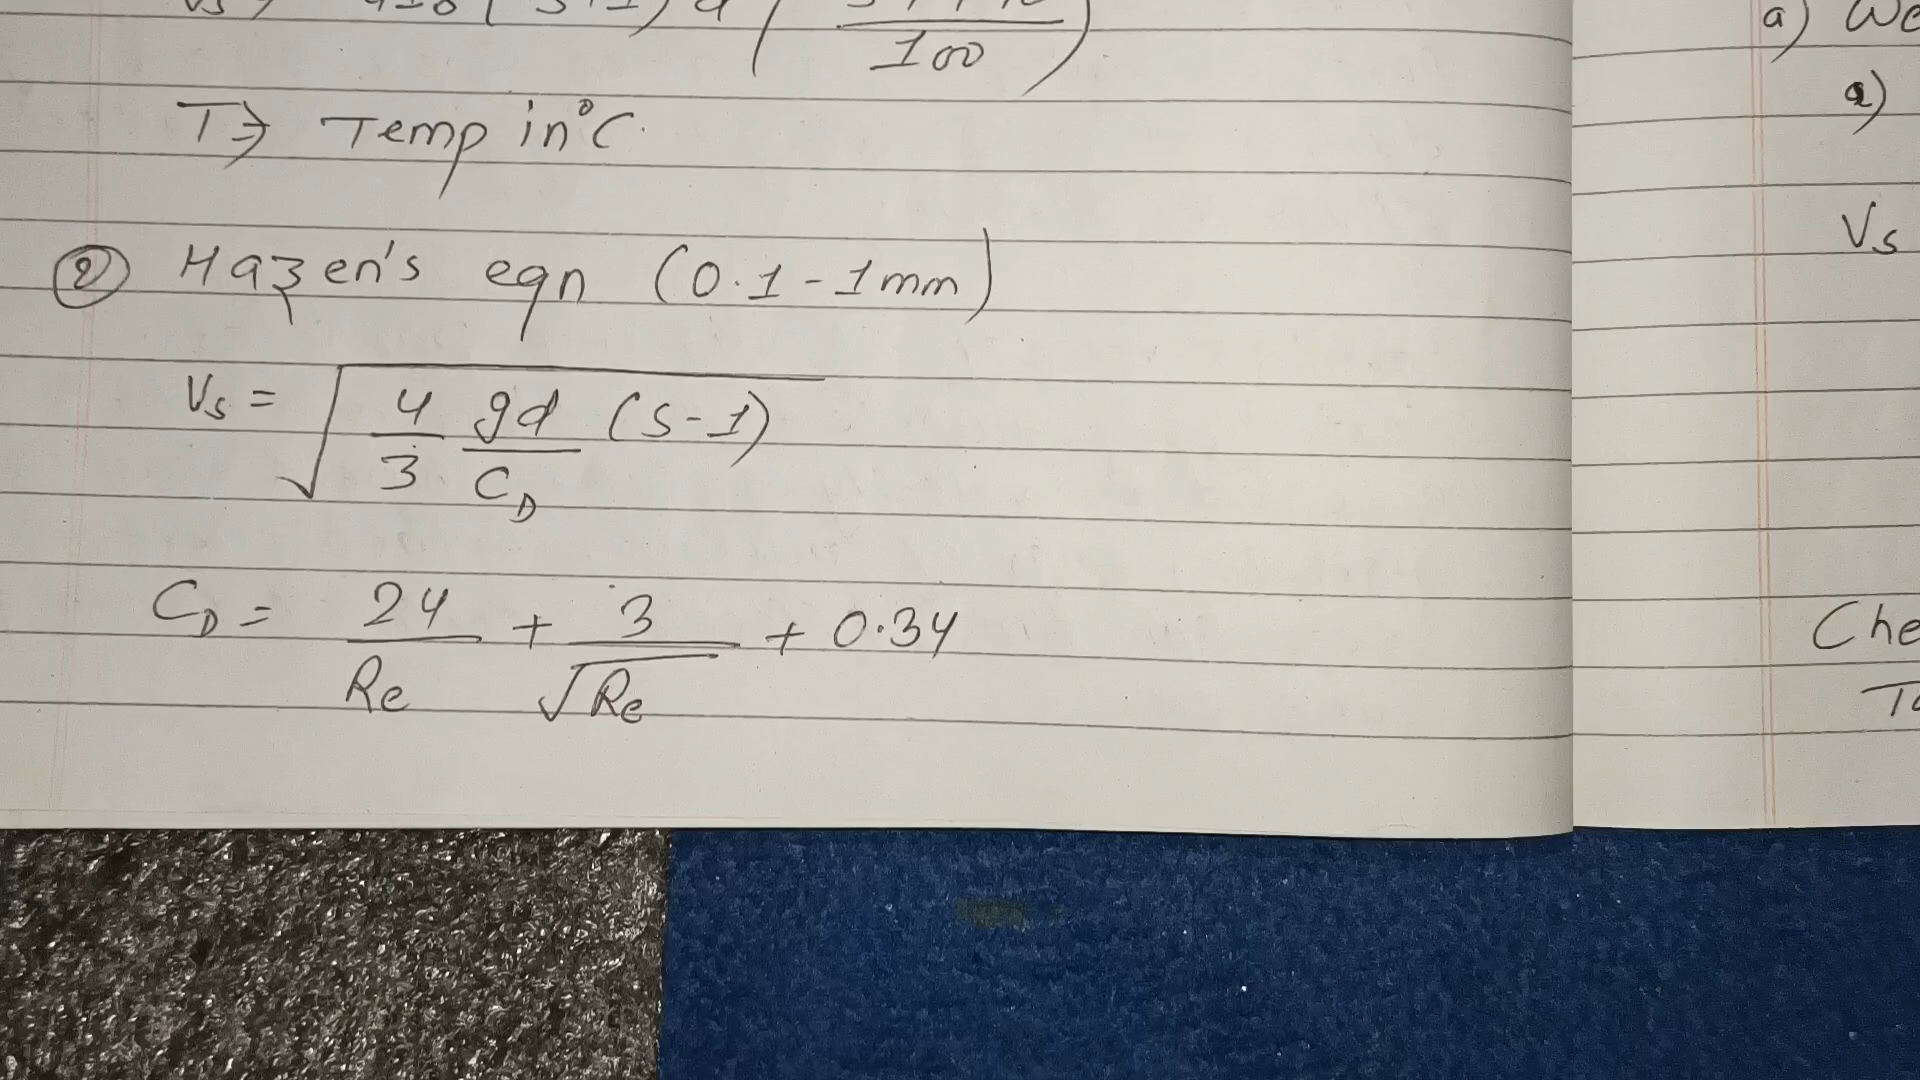 100
T⇒ Temp in°C.
② Hazen's eqn (0.1-1mm)
Vs = √(4/3 gd/C_D (S-1))
C_D = 24/Re + 3/√Re + 0.34
a) We
a)
Vs
Che